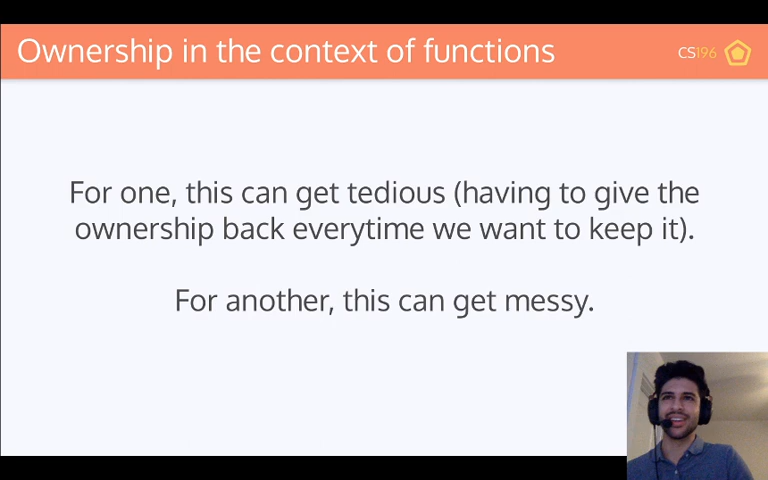 Ownership in the context of functions
CS196
For one, this can get tedious (having to give the
ownership back everytime we want to keep it).
For another, this can get messy.